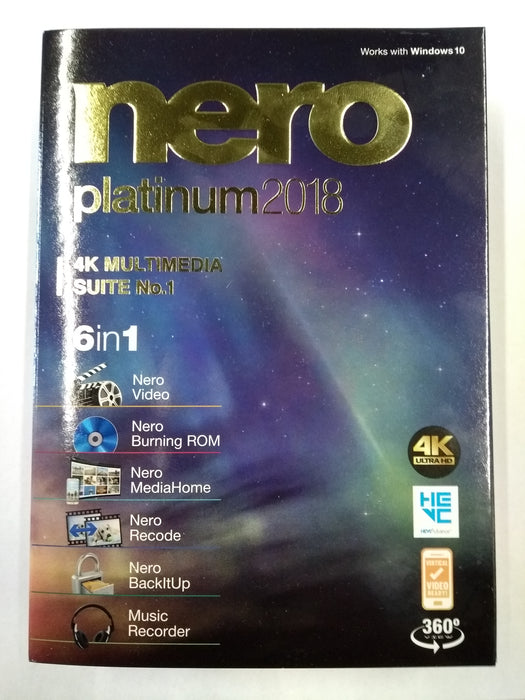 Works with Windows 10
nero
platinum2018
4K MULTIMEDIA
SUITE No.1
6in1
Nero
Video
Nero
Burning ROM
Nero
MediaHome
Nero
Recode
Nero
BackItUp
Music
Recorder
4K
ULTRA HD
HE
VC
VERTICAL
VIDEO
READY!
360°
VIEW